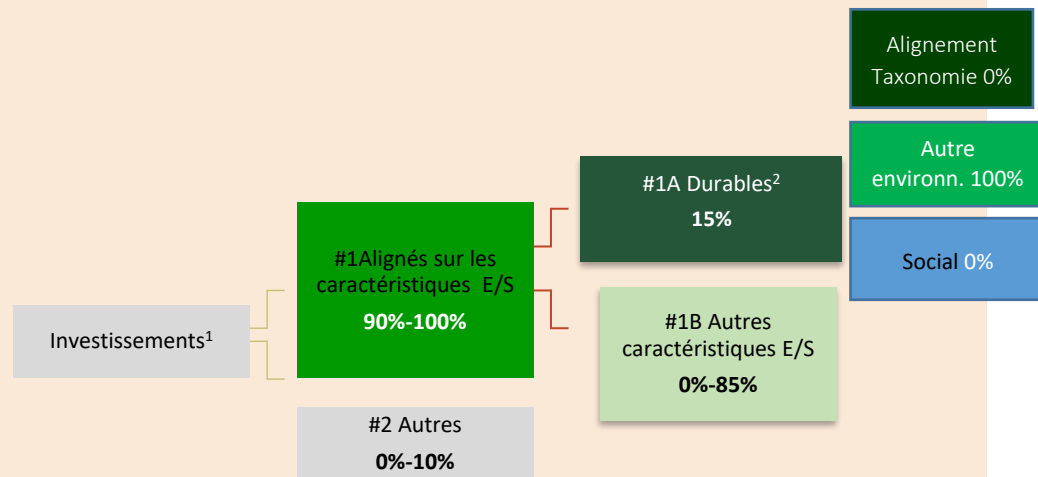 Investissements¹
#1Alignés sur les
caractéristiques E/S
90%-100%
#2 Autres
0%-10%
#1A Durables²
15%
#1B Autres
caractéristiques E/S
0%-85%
Alignement
Taxonomie 0%
Autre
environn. 100%
Social 0%